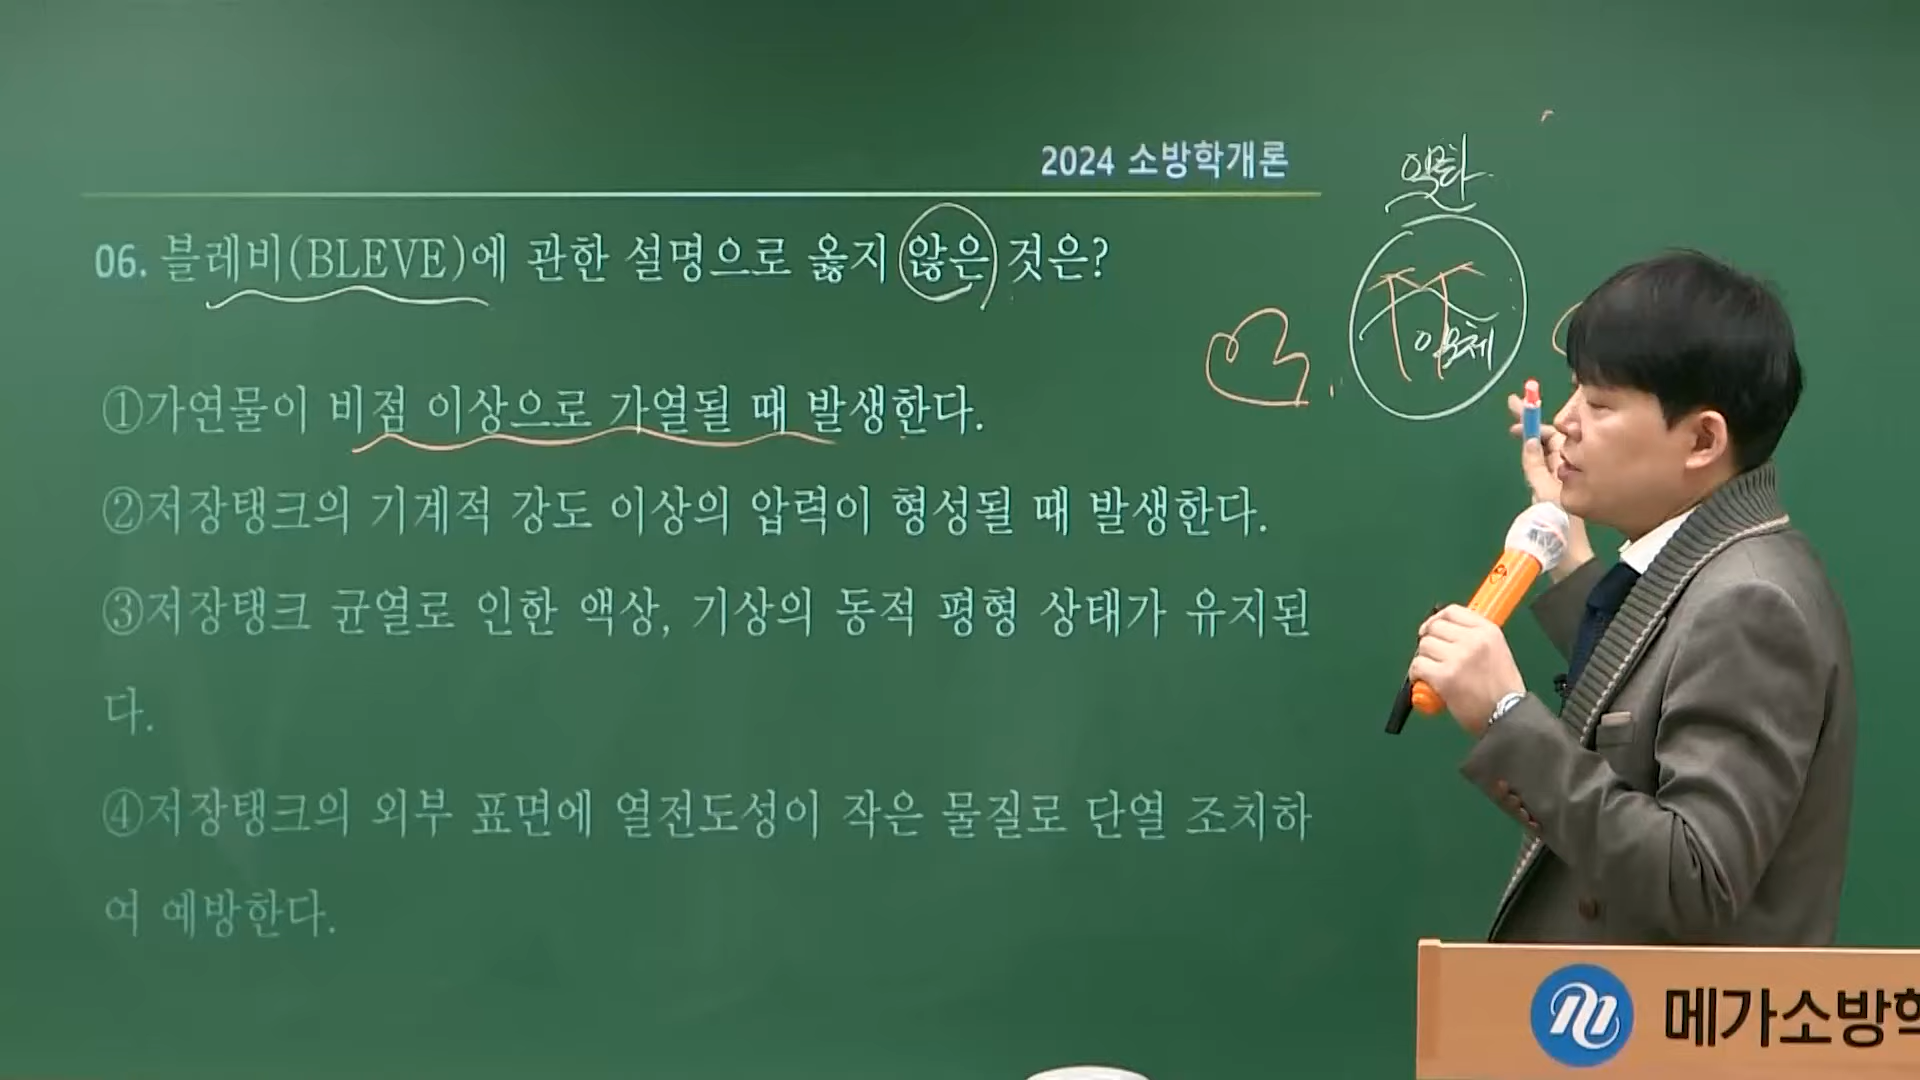 2024 소방학개론
액화
06. 블레비(BLEVE)에 관한 설명으로 옳지 않은 것은?
①가연물이 비점 이상으로 가열될 때 발생한다.
②저장탱크의 기계적 강도 이상의 압력이 형성될 때 발생한다.
③저장탱크 균열로 인한 액상, 기상의 동적 평형 상태가 유지된
다.
④저장탱크의 외부 표면에 열전도성이 작은 물질로 단열 조치하
여 예방한다.
메가소방학